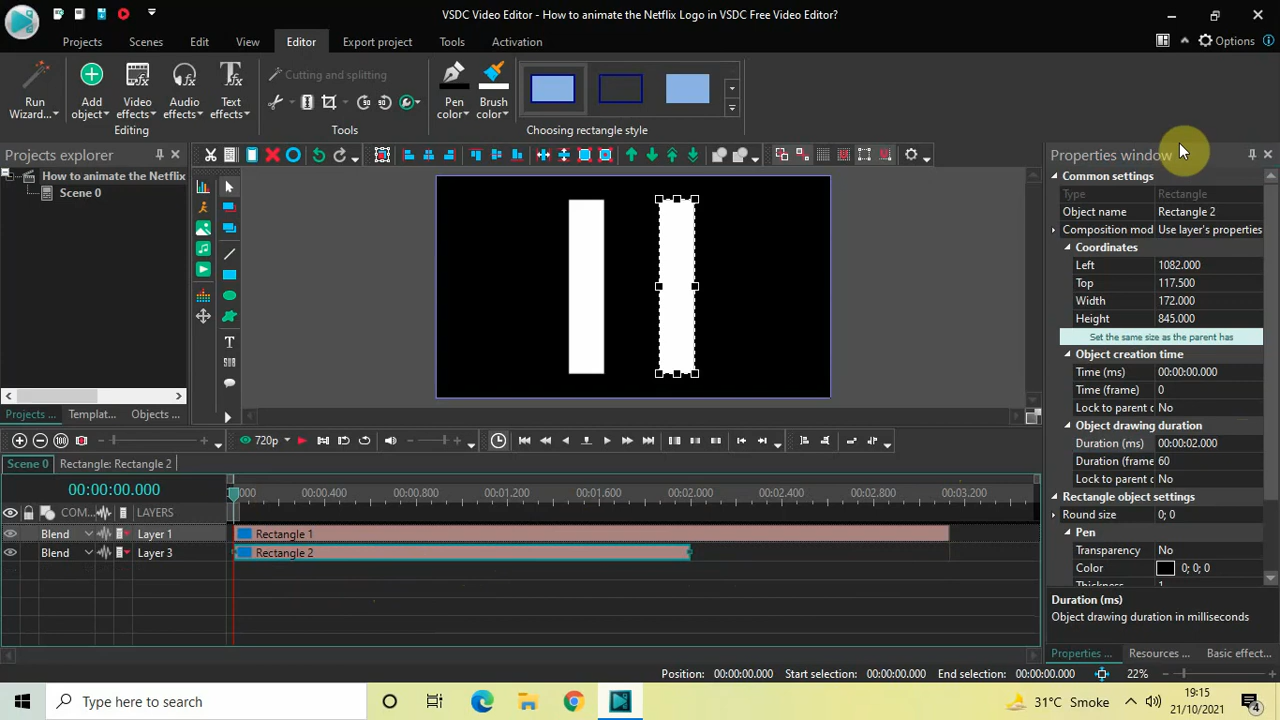 VSDC Video Editor - How to animate the Netflix Logo in VSDC Free Video Editor?
Projects Scenes Edit View Editor Export project Tools Activation Options
Run Wizard... Add object Video effects Audio effects Text effects Cutting and splitting Pen color Brush color
Editing Tools Choosing rectangle style
Projects explorer
How to animate the Netflix
Scene 0
Projects ... Templat... Objects ...
Properties window
Common settings
Type Rectangle
Object name Rectangle 2
Composition mod Use layer's properties
Coordinates
Left 1082.000
Top 117.500
Width 172.000
Height 845.000
Set the same size as the parent has
Object creation time
Time (ms) 00:00:00.000
Time (frame) 0
Lock to parent d No
Object drawing duration
Duration (ms) 00:00:02.000
Duration (frame 60
Lock to parent d No
Rectangle object settings
Round size 0; 0
Pen
Transparency No
Color 0; 0; 0
Duration (ms)
Object drawing duration in milliseconds
Properties ... Resources ... Basic effect...
720p
Scene 0 Rectangle: Rectangle 2
00:00:00.000 000 00:00.400 00:00.800 00:01.200 00:01.600 00:02.000 00:02.400 00:02.800 00:03.200
COM... LAYERS
Blend Layer 1 Rectangle 1
Blend Layer 3 Rectangle 2
Position: 00:00:00.000 Start selection: 00:00:00.000 End selection: 00:00:00.000 22%
Type here to search 31°C Smoke 19:15
21/10/2021 4